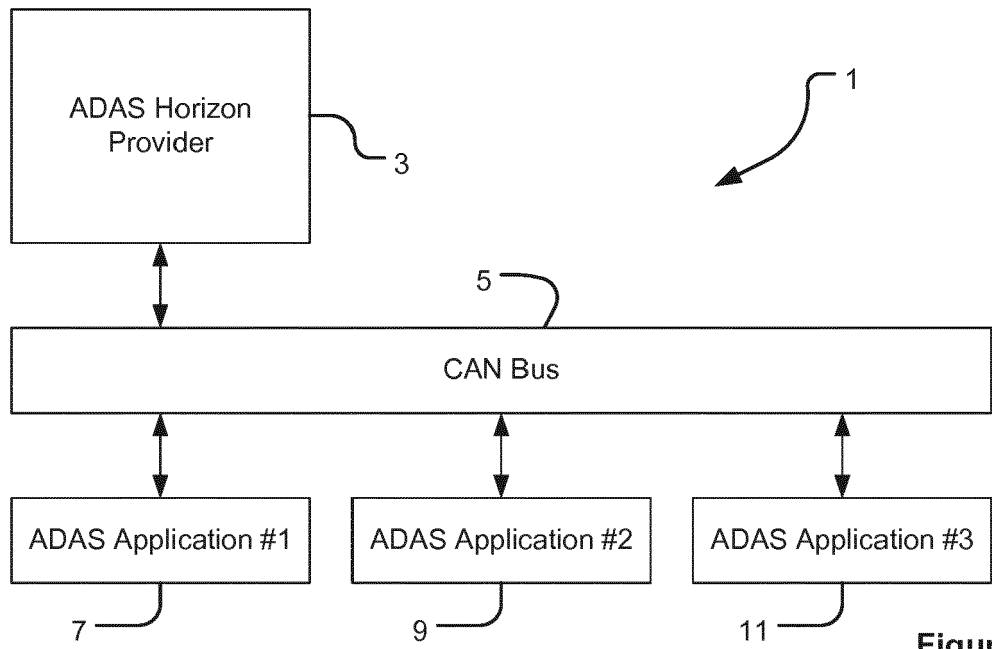 ADAS Horizon
Provider
1
3
5
CAN Bus
ADAS Application #1
ADAS Application #2
ADAS Application #3
7
9
11